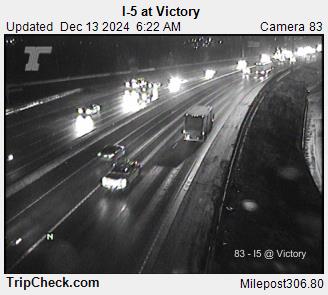 I-5 at Victory
Updated Dec 13 2024 6:22 AM Camera 83
T
N
83 - I5 @ Victory
TripCheck.com Milepost306.80